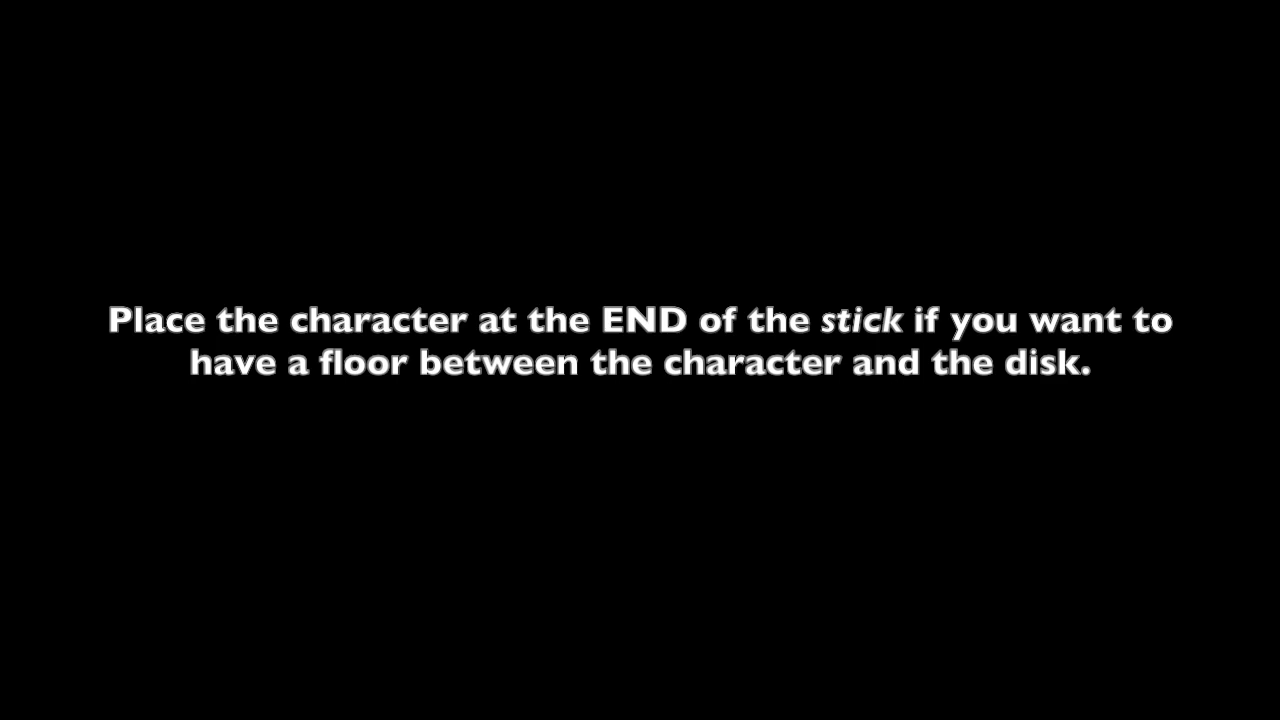 Place the character at the END of the stick if you want to
have a floor between the character and the disk.